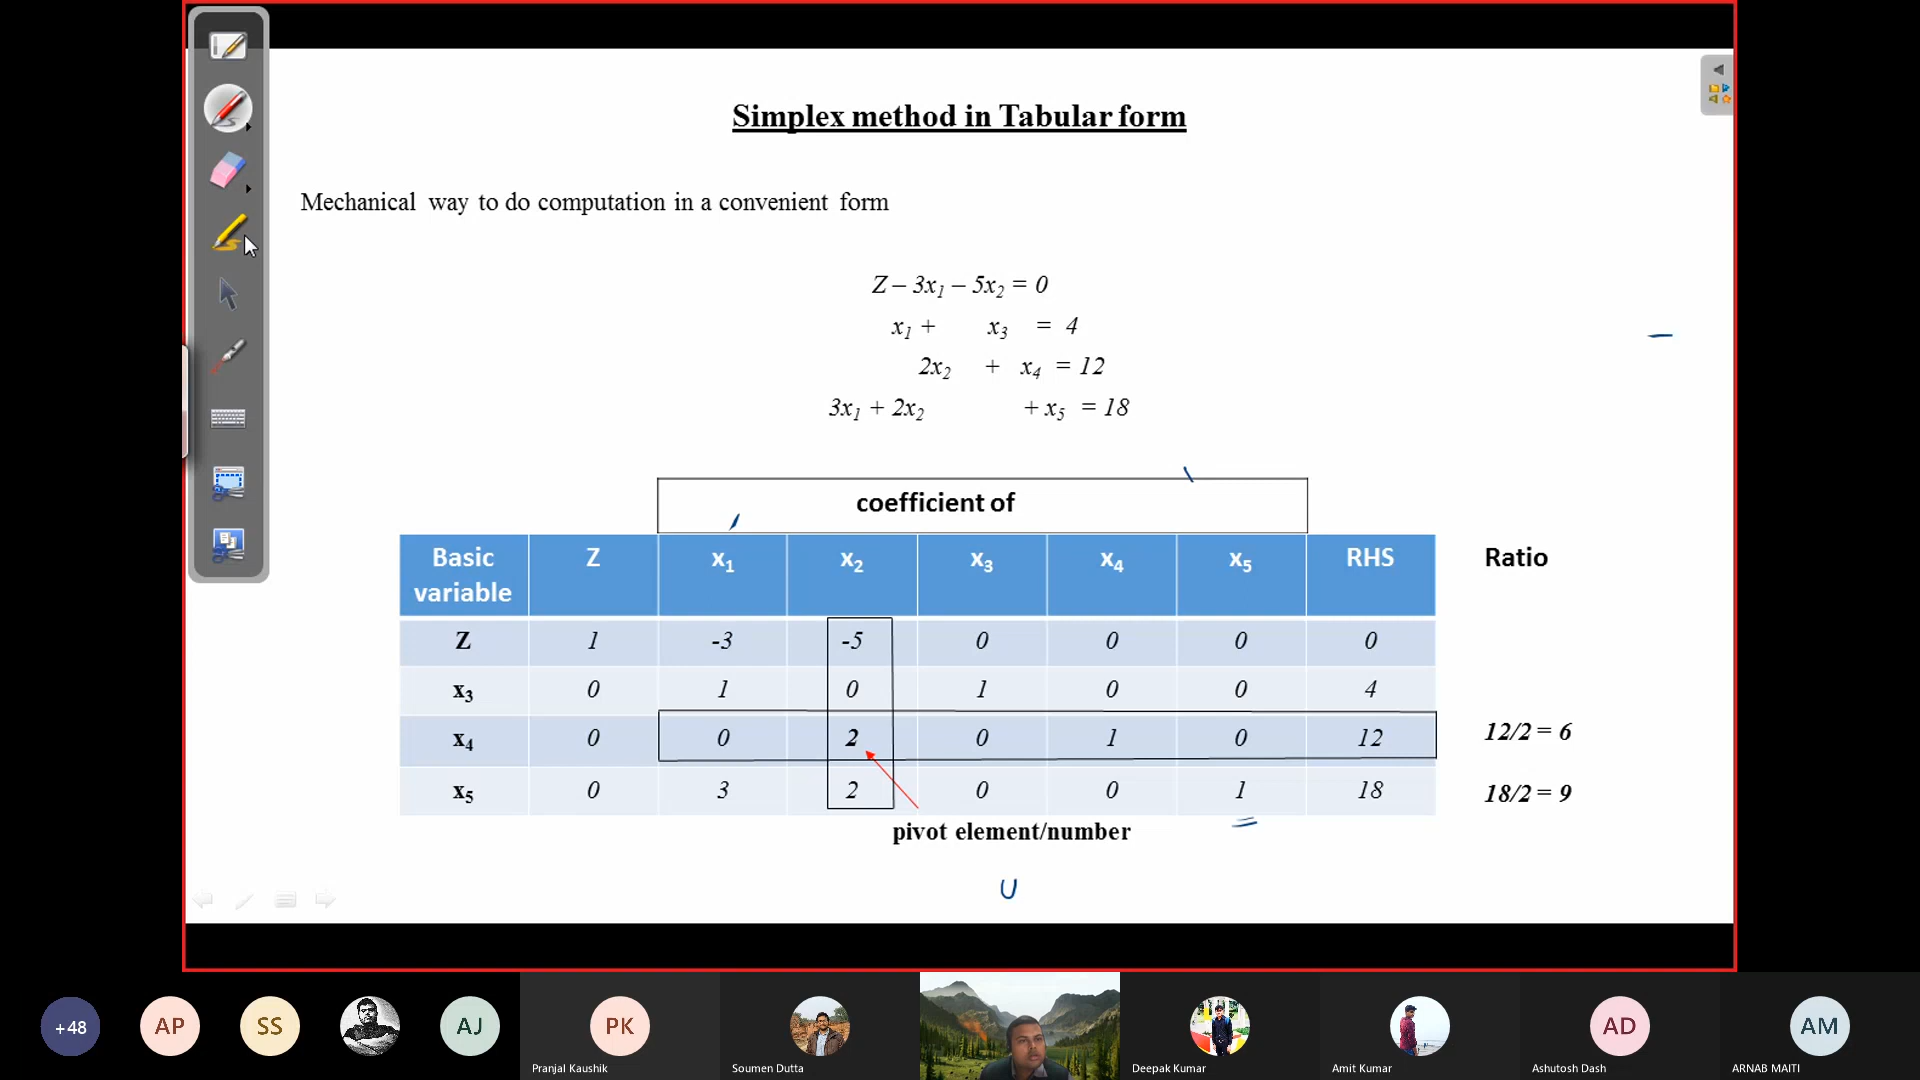 Simplex method in Tabular form
Mechanical way to do computation in a convenient form
Z – 3x₁ – 5x₂ = 0
x₁ + x₃ = 4
2x₂ + x₄ = 12
3x₁ + 2x₂ + x₅ = 18
coefficient of
Basic variable Z x₁ x₂ x₃ x₄ x₅ RHS Ratio
Z 1 -3 -5 0 0 0 0
x₃ 0 1 0 1 0 0 4
x₄ 0 0 2 0 1 0 12 12/2 = 6
x₅ 0 3 2 0 0 1 18 18/2 = 9
pivot element/number
+48 AP SS AJ PK AD AM
Pranjal Kaushik Soumen Dutta Deepak Kumar Amit Kumar Ashutosh Dash ARNAB MAITI